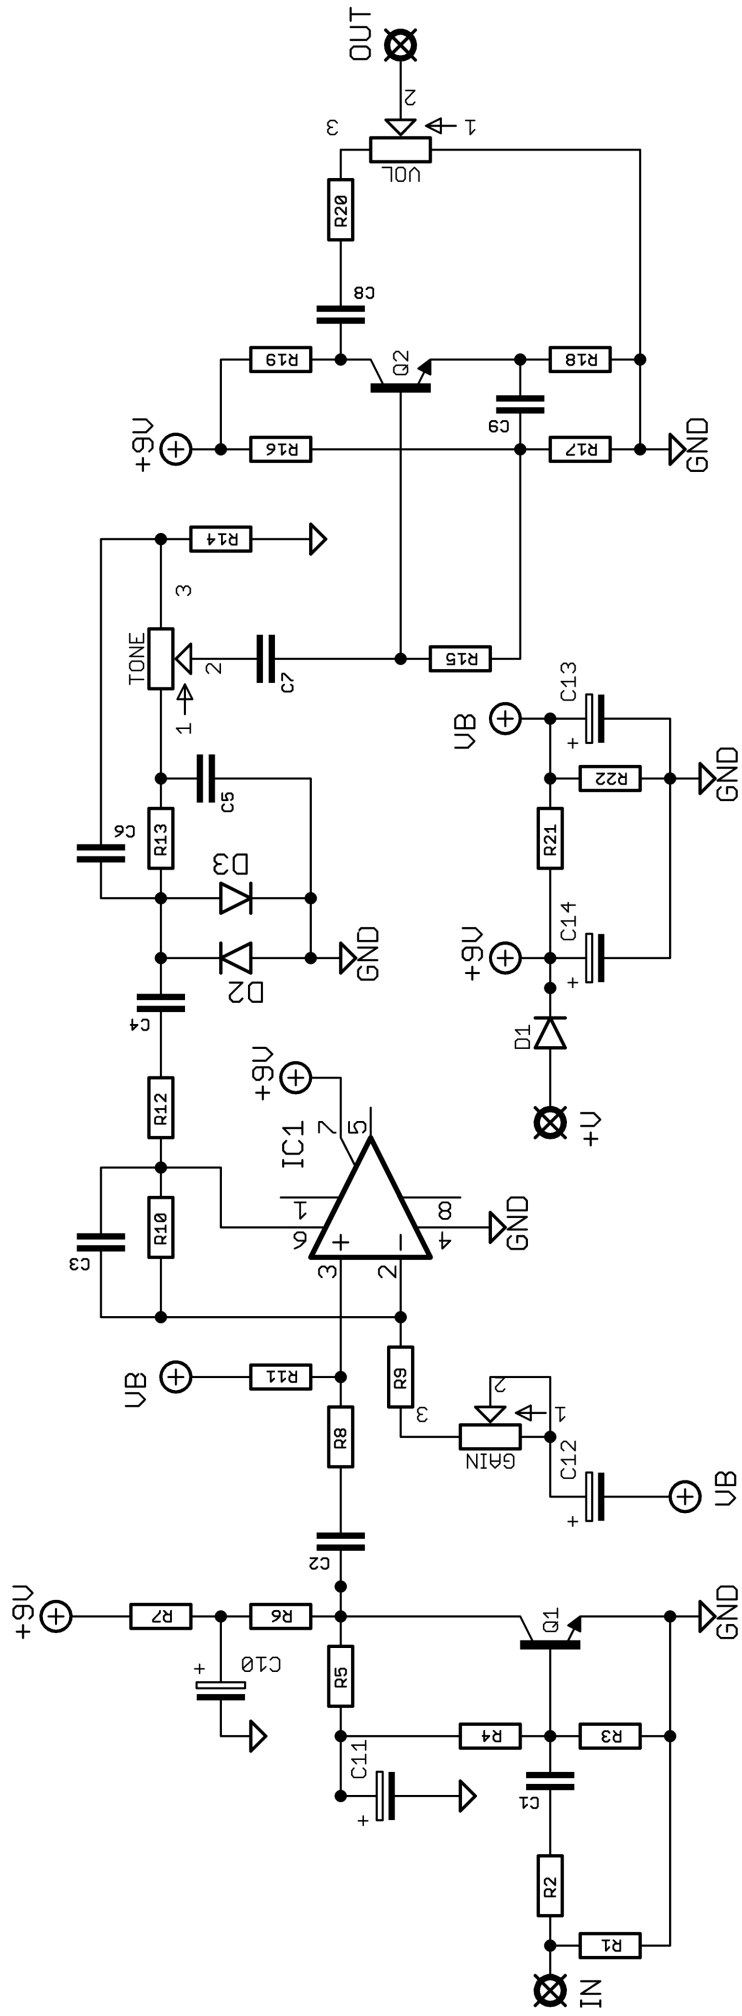 OUT
2
3
1
VOL
R20
C8
R19
Q2
+9V
R16
C9
R18
R17
GND
R14
3
TONE
2
1
C7
R15
C6
R13
C5
D3
D2
GND
C4
VB
C13
R22
R21
GND
+9V
C14
D1
+V
R12
+9V
IC1
7
5
1
6
8
4
3
2
+
-
GND
C3
R10
VB
R11
R9
R8
3
2
1
GAIN
C12
+
VB
C2
+9V
R7
R6
C10
+
R5
C11
+
Q1
GND
R4
R3
C1
R2
R1
IN